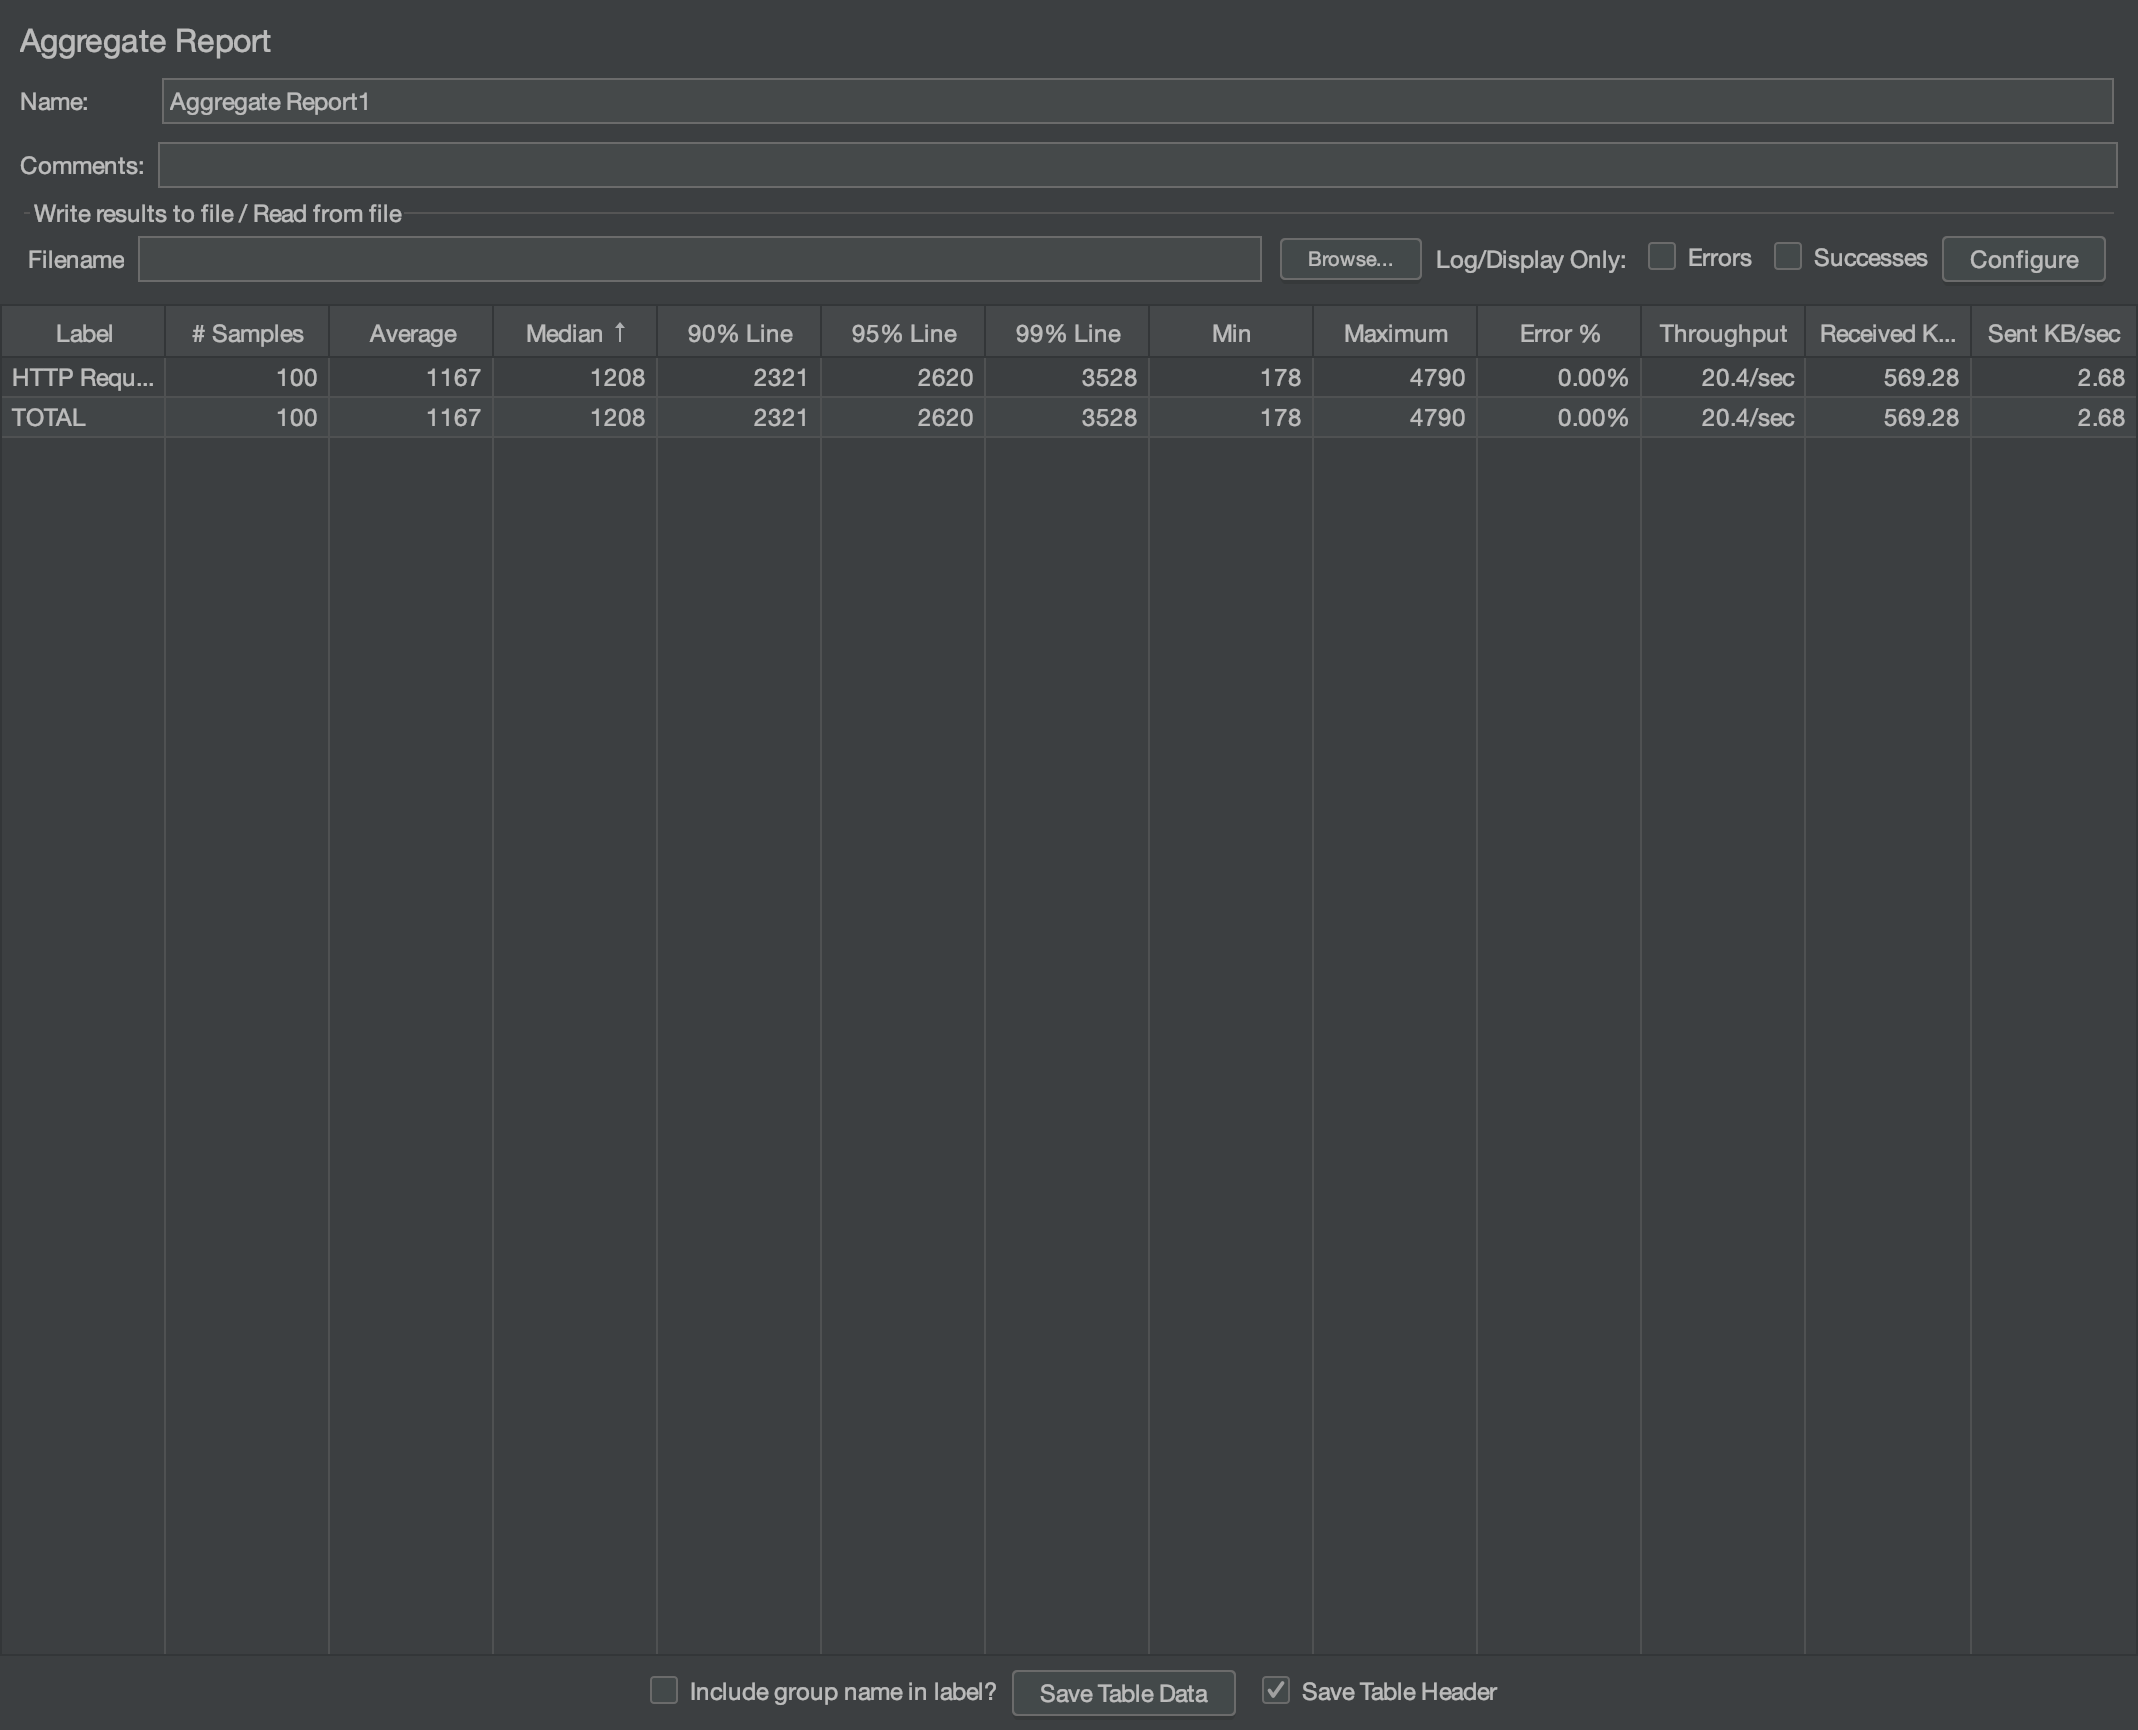 Aggregate Report
Name: Aggregate Report1
Comments:
Write results to file / Read from file
Filename Browse... Log/Display Only: Errors Successes Configure
Label # Samples Average Median ↑ 90% Line 95% Line 99% Line Min Maximum Error % Throughput Received K... Sent KB/sec
HTTP Requ... 100 1167 1208 2321 2620 3528 178 4790 0.00% 20.4/sec 569.28 2.68
TOTAL 100 1167 1208 2321 2620 3528 178 4790 0.00% 20.4/sec 569.28 2.68
Include group name in label? Save Table Data Save Table Header